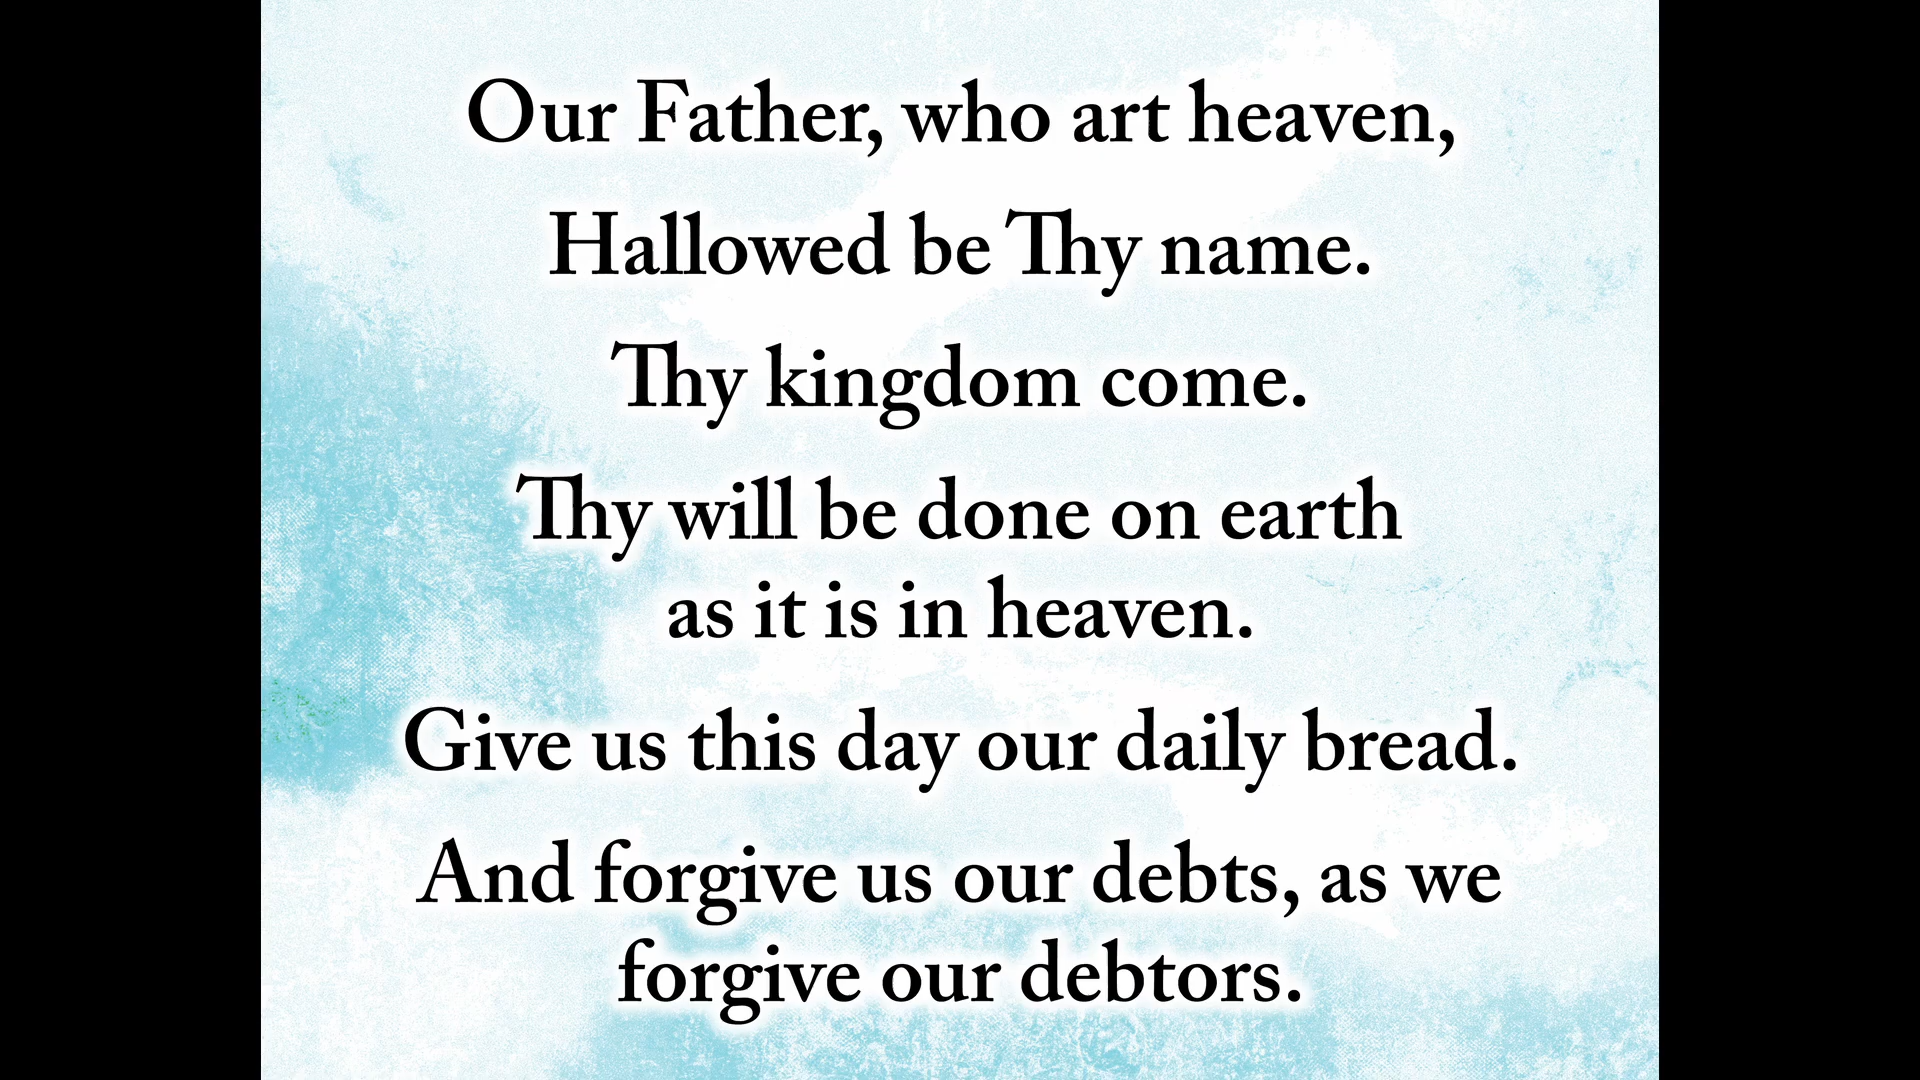 Our Father, who art heaven,
Hallowed be Thy name.
Thy kingdom come.
Thy will be done on earth
as it is in heaven.
Give us this day our daily bread.
And forgive us our debts, as we
forgive our debtors.